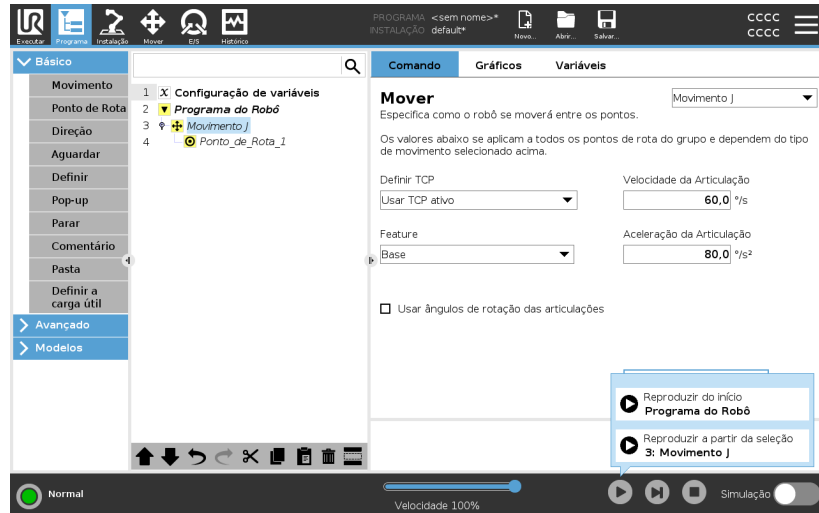 UR
PROGRAMA <sem nome>*
INSTALAÇÃO default*
CCCC
CCCC
Executar Programa Instalação Mover E/S Histórico Novo... Abrir... Salvar...
Básico
Movimento
Ponto de Rota
Direção
Aguardar
Definir
Pop-up
Parar
Comentário
Pasta
Definir a
carga útil
Avançado
Modelos
1 X Configuração de variáveis
2 Programa do Robô
3 Movimento J
4 Ponto_de_Rota_1
Comando Gráficos Variáveis
Mover
Movimento J
Especifica como o robô se moverá entre os pontos.
Os valores abaixo se aplicam a todos os pontos de rota do grupo e dependem do tipo
de movimento selecionado acima.
Definir TCP Velocidade da Articulação
Usar TCP ativo 60,0 °/s
Feature Aceleração da Articulação
Base 80,0 °/s²
Usar ângulos de rotação das articulações
Reproduzir do início
Programa do Robô
Reproduzir a partir da seleção
3: Movimento J
Normal
Velocidade 100%
Simulação